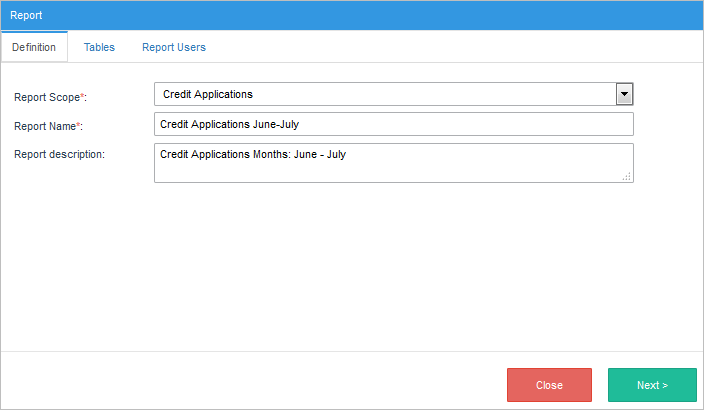 Report
Definition Tables Report Users
Report Scope*: Credit Applications
Report Name*: Credit Applications June-July
Report description: Credit Applications Months: June - July
Close Next >